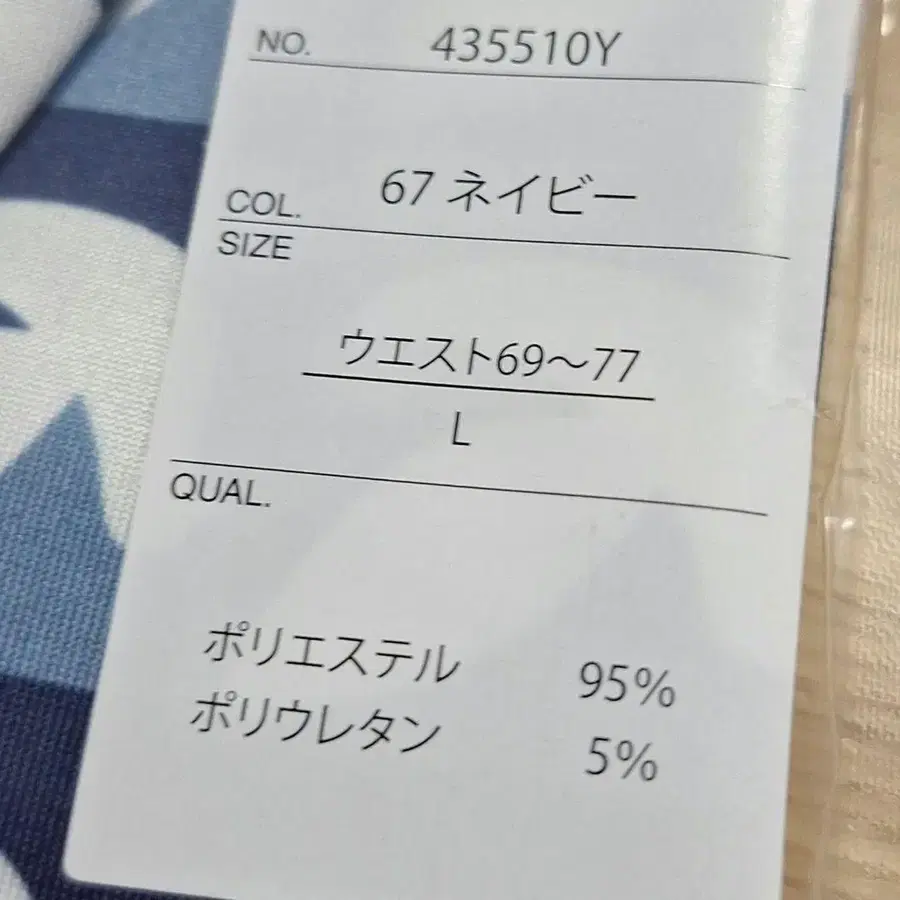 NO. 435510Y
COL. 67 ネイビー
SIZE
ウエスト69～77
L
QUAL.
ポリエステル 95%
ポリウレタン 5%